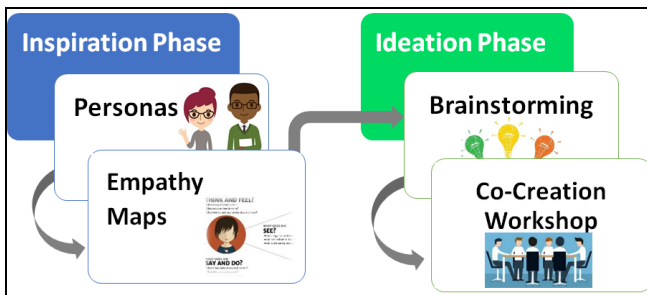 Inspiration Phase
Personas
Empathy
Maps
THINK AND FEEL?
SEE?
SAY AND DO?
Ideation Phase
Brainstorming
Co-Creation
Workshop